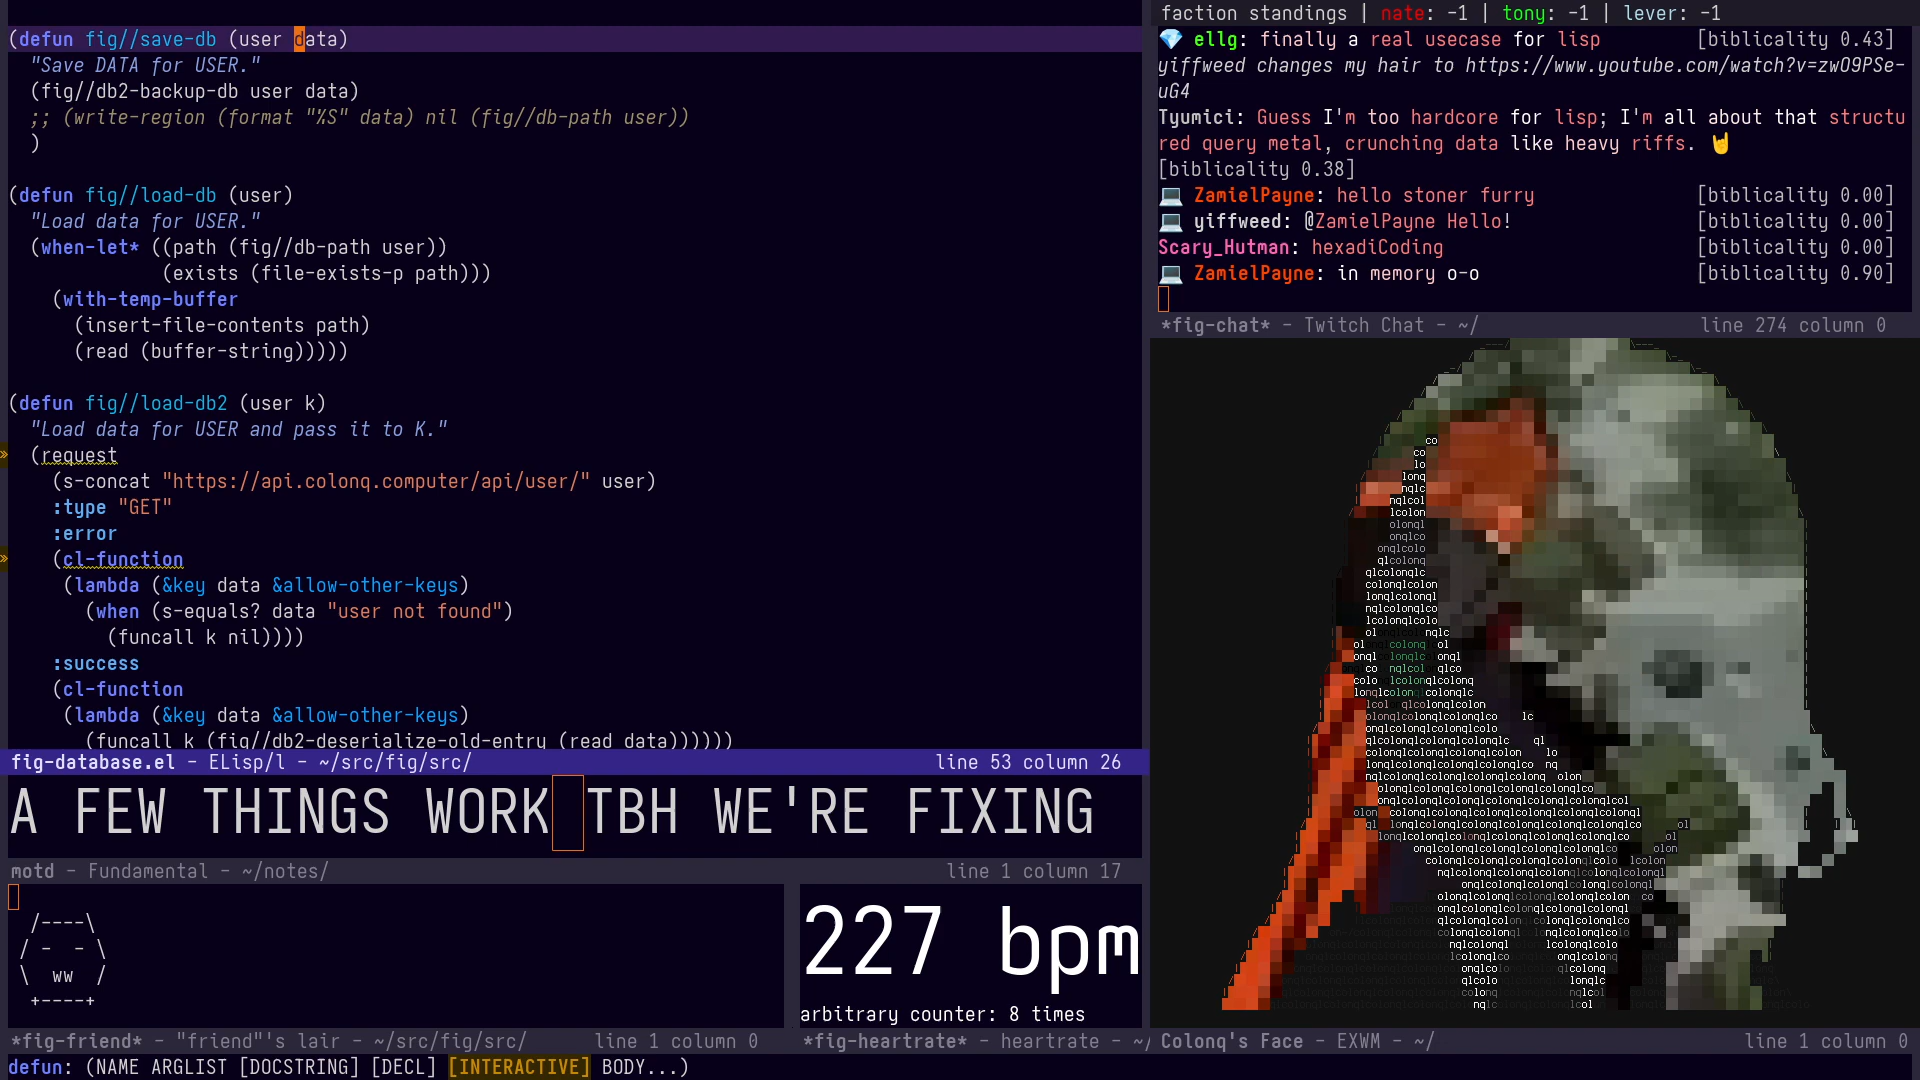 (defun fig//save-db (user data)
  "Save DATA for USER."
  (fig//db2-backup-db user data)
  ;; (write-region (format "%S" data) nil (fig//db-path user))
  )
(defun fig//load-db (user)
  "Load data for USER."
  (when-let* ((path (fig//db-path user))
              (exists (file-exists-p path)))
    (with-temp-buffer
      (insert-file-contents path)
      (read (buffer-string)))))
(defun fig//load-db2 (user k)
  "Load data for USER and pass it to K."
» (request
    (s-concat "https://api.colonq.computer/api/user/" user)
    :type "GET"
    :error
»   (cl-function
     (lambda (&key data &allow-other-keys)
       (when (s-equals? data "user not found")
         (funcall k nil))))
    :success
    (cl-function
     (lambda (&key data &allow-other-keys)
       (funcall k (fig//db2-deserialize-old-entry (read data))))))
fig-database.el - ELisp/l - ~/src/fig/src/ line 53 column 26
A FEW THINGS WORK TBH WE'RE FIXING
motd - Fundamental - ~/notes/ line 1 column 17
  /----\
 / -  - \
 \  ww  /
  +----+
*fig-friend* - "friend"'s lair - ~/src/fig/src/ line 1 column 0
227 bpm
arbitrary counter: 8 times
*fig-heartrate* - heartrate - ~/
defun: (NAME ARGLIST [DOCSTRING] [DECL] [INTERACTIVE] BODY...)
faction standings | nate: -1 | tony: -1 | lever: -1
💎 ellg: finally a real usecase for lisp [biblicality 0.43]
yiffweed changes my hair to https://www.youtube.com/watch?v=zwO9PSe-
uG4
Tyumici: Guess I'm too hardcore for lisp; I'm all about that structu
red query metal, crunching data like heavy riffs. 🤘
[biblicality 0.38]
💻 ZamielPayne: hello stoner furry [biblicality 0.00]
💻 yiffweed: @ZamielPayne Hello! [biblicality 0.00]
Scary_Hutman: hexadiCoding [biblicality 0.00]
💻 ZamielPayne: in memory o-o [biblicality 0.90]
*fig-chat* - Twitch Chat - ~/ line 274 column 0
Colonq's Face - EXWM - ~/ line 1 column 0